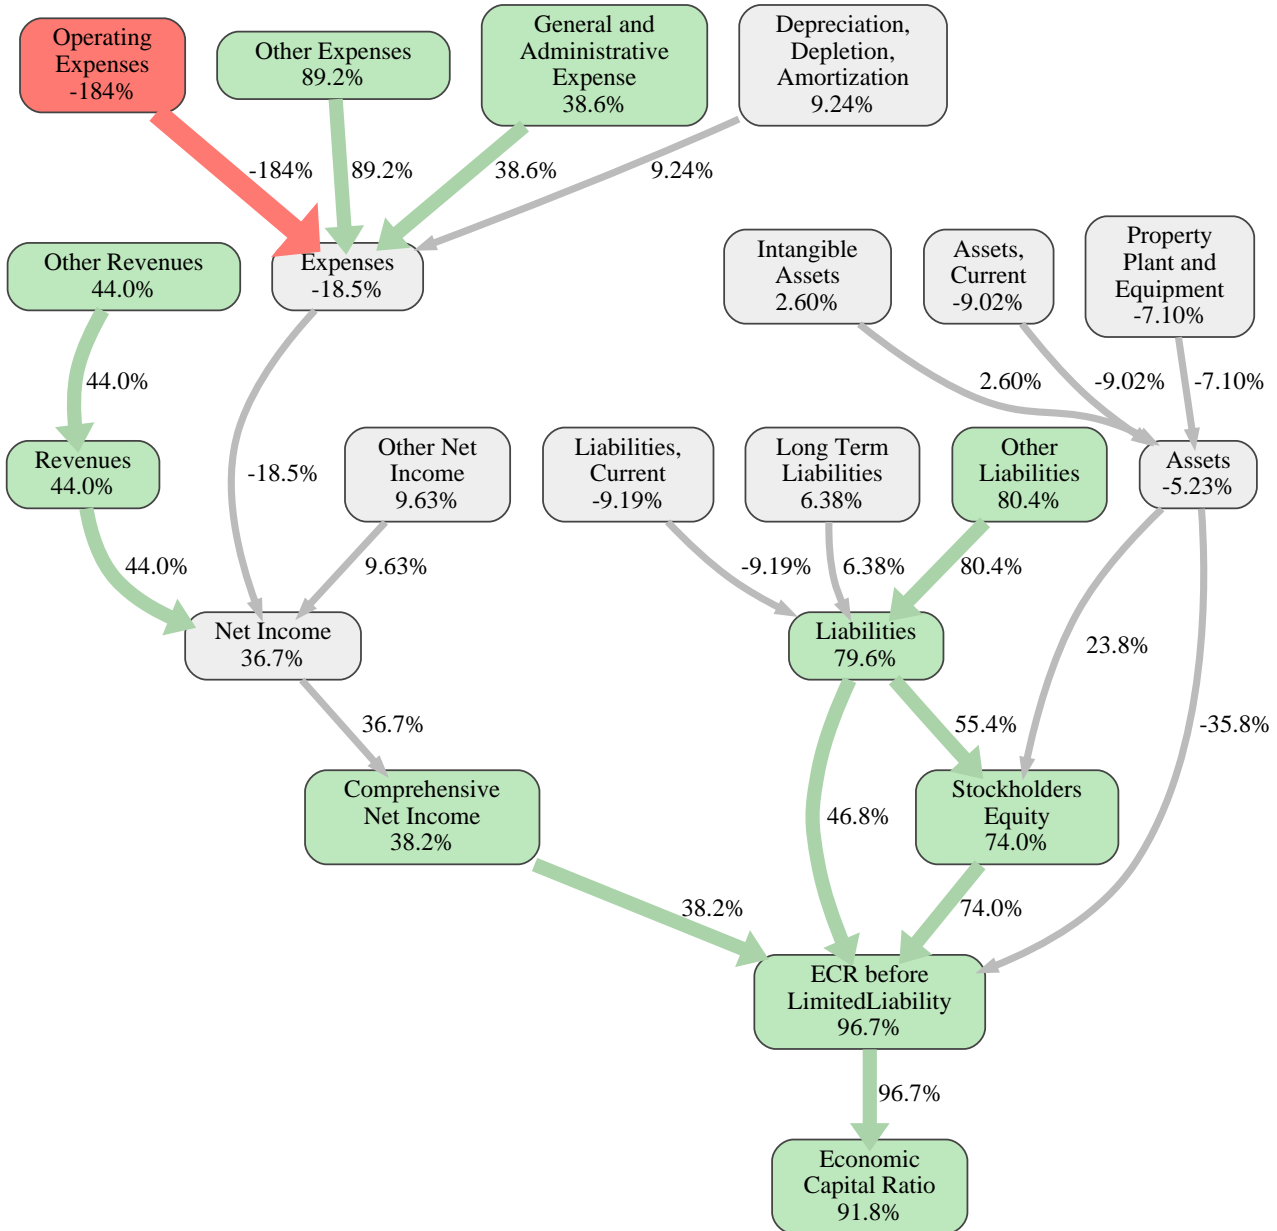 Operating
Expenses
-184%
Other Expenses
89.2%
General and
Administrative
Expense
38.6%
Depreciation,
Depletion,
Amortization
9.24%
-184%
89.2%
38.6%
9.24%
Other Revenues
44.0%
Expenses
-18.5%
Intangible
Assets
2.60%
Assets,
Current
-9.02%
Property
Plant and
Equipment
-7.10%
44.0%
2.60%
-9.02%
-7.10%
Revenues
44.0%
-18.5%
Other Net
Income
9.63%
Liabilities,
Current
-9.19%
Long Term
Liabilities
6.38%
Other
Liabilities
80.4%
Assets
-5.23%
44.0%
9.63%
-9.19%
6.38%
80.4%
Net Income
36.7%
Liabilities
79.6%
23.8%
36.7%
55.4%
-35.8%
Comprehensive
Net Income
38.2%
46.8%
Stockholders
Equity
74.0%
38.2%
74.0%
ECR before
LimitedLiability
96.7%
96.7%
Economic
Capital Ratio
91.8%